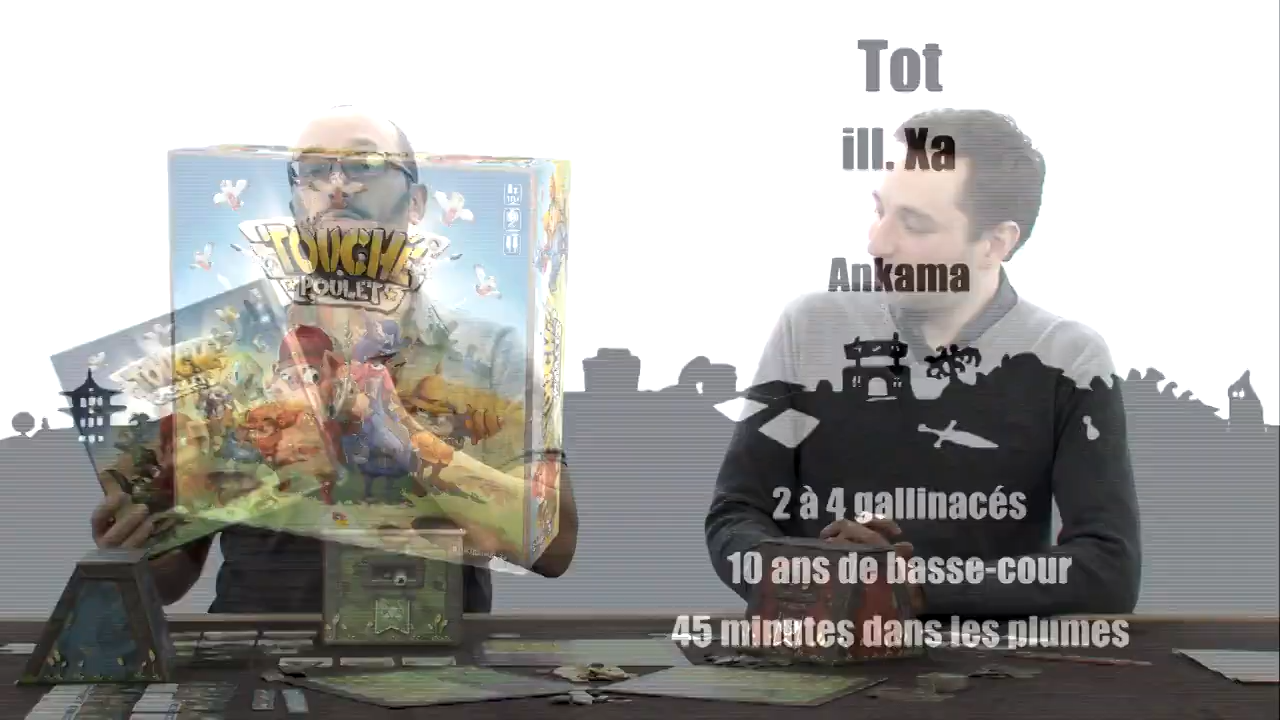 Tot
ill. Xa
Ankama
TOUCHÉ
POULET
2 à 4 gallinacés
10 ans de basse-cour
45 minutes dans les plumes